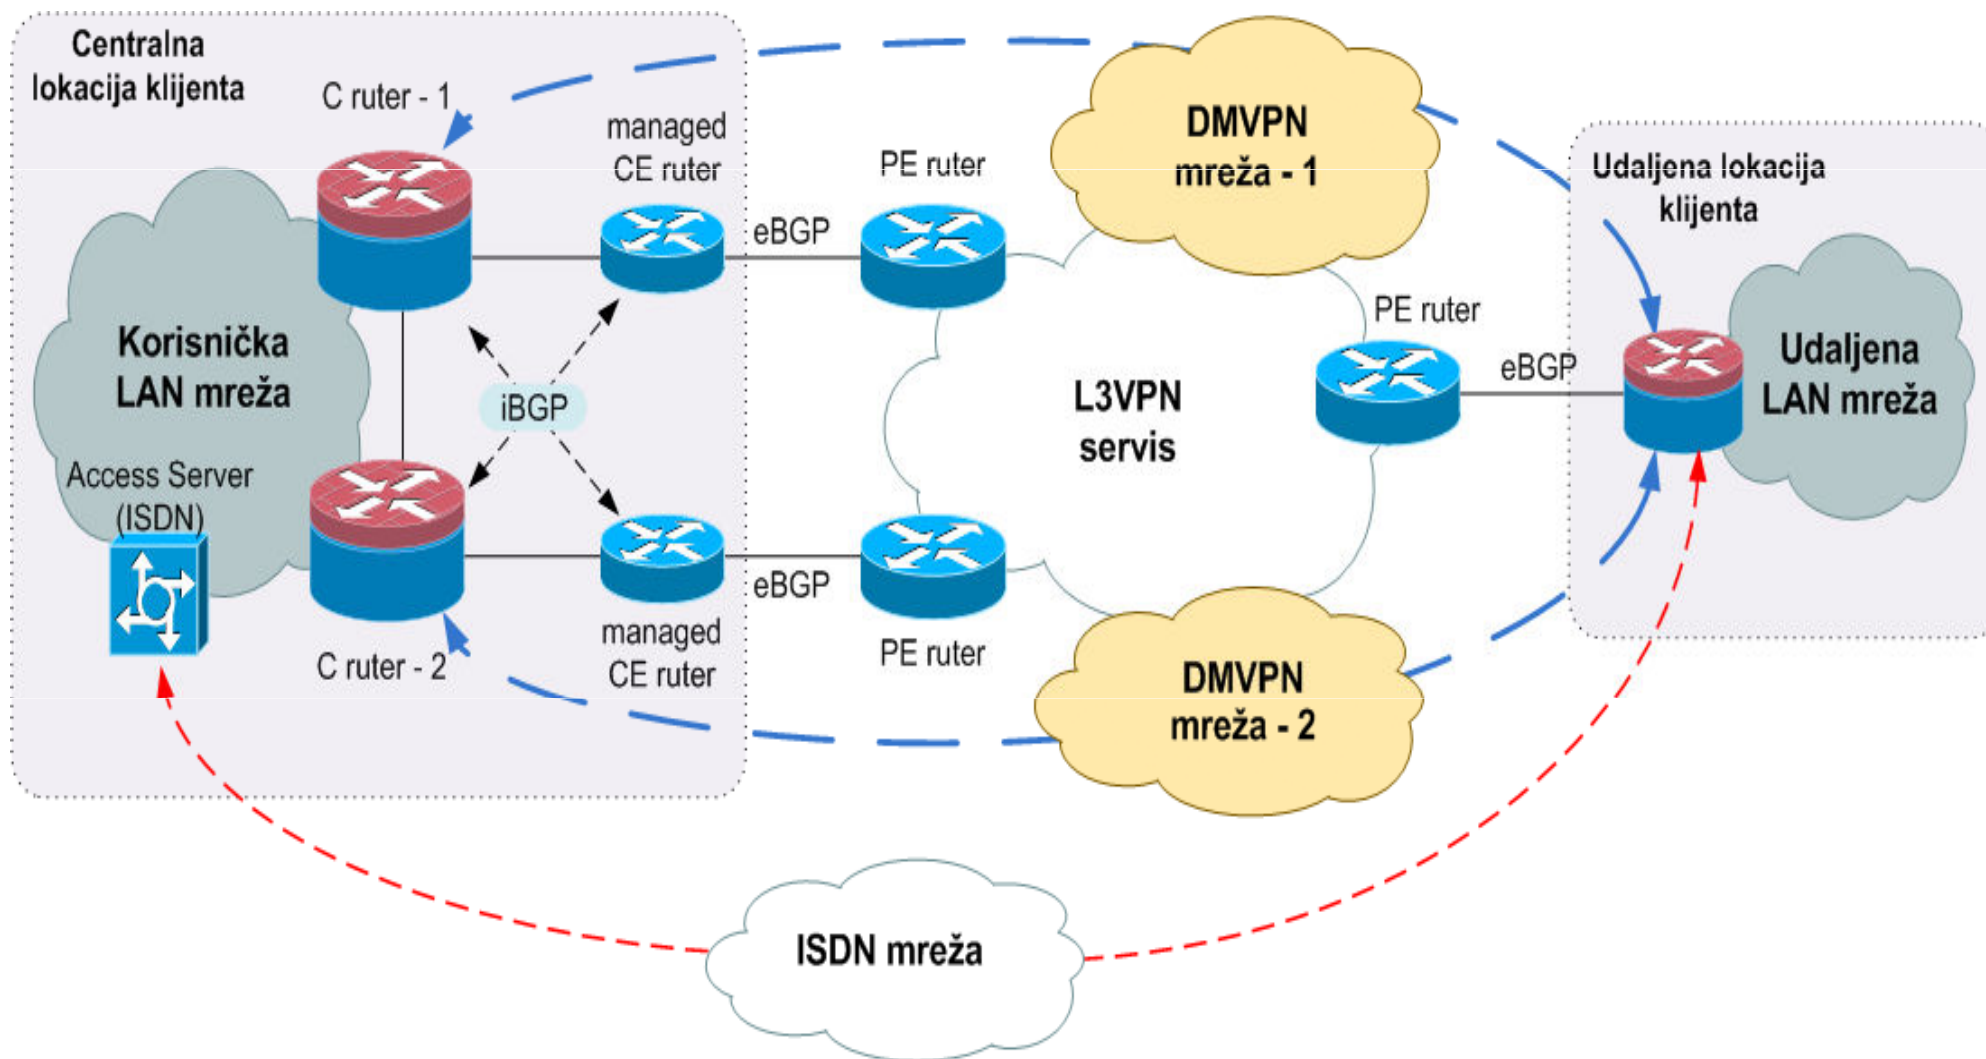 Centralna
lokacija klijenta
C ruter - 1
managed
CE ruter
PE ruter
eBGP
DMVPN
mreža - 1
Udaljena lokacija
klijenta
Korisnička
LAN mreža
iBGP
L3VPN
servis
PE ruter
eBGP
Udaljena
LAN mreža
Access Server
(ISDN)
C ruter - 2
managed
CE ruter
eBGP
PE ruter
DMVPN
mreža - 2
ISDN mreža